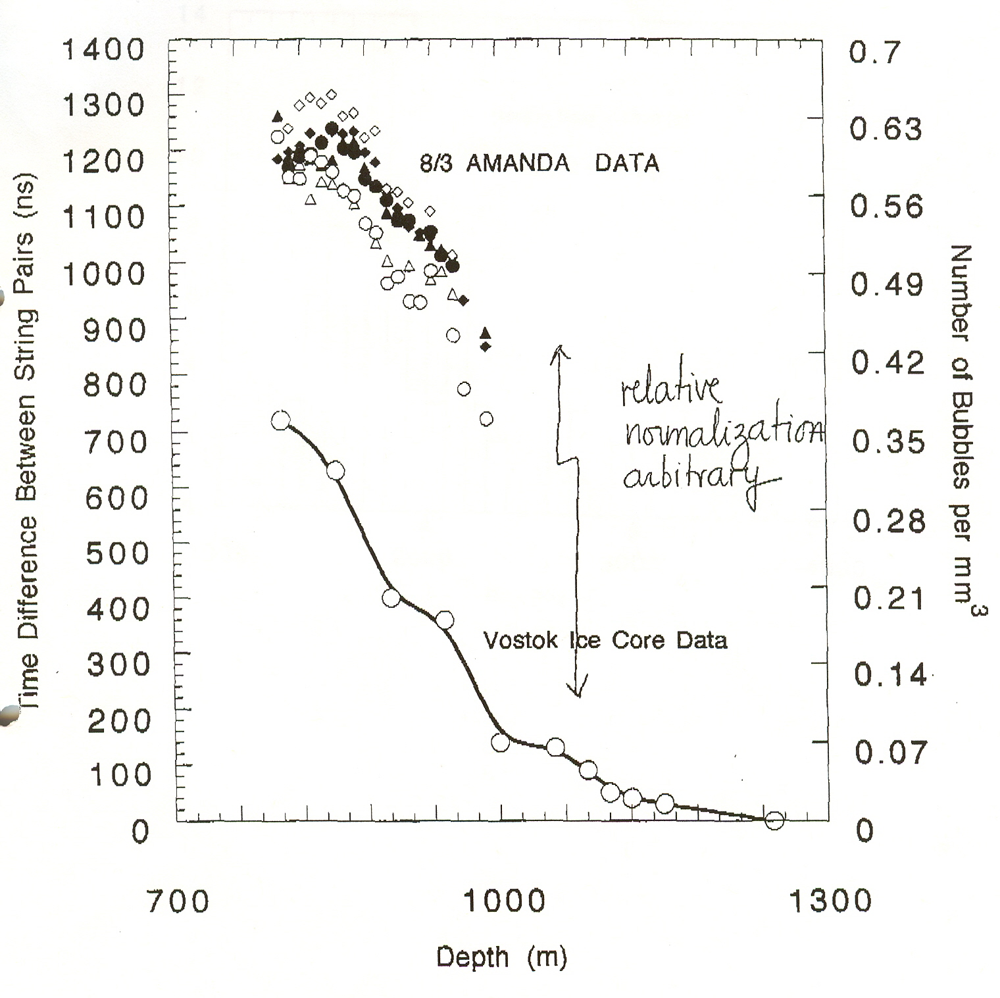 1400
1300
1200
1100
1000
900
800
700
600
500
400
300
200
100
0
Time Difference Between String Pairs (ns)
8/3 AMANDA DATA
relative
normalization
arbitrary
Vostok Ice Core Data
0.7
0.63
0.56
0.49
0.42
0.35
0.28
0.21
0.14
0.07
0
Number of Bubbles per mm³
700 1000 1300
Depth (m)